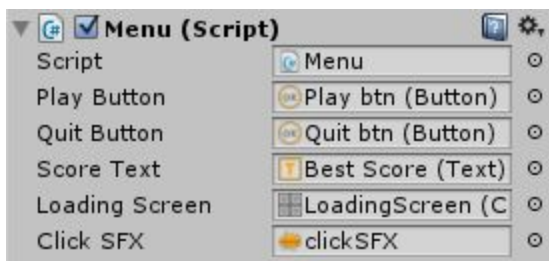 Menu (Script)
Script Menu
Play Button Play btn (Button)
Quit Button Quit btn (Button)
Score Text Best Score (Text)
Loading Screen LoadingScreen (C
Click SFX clickSFX